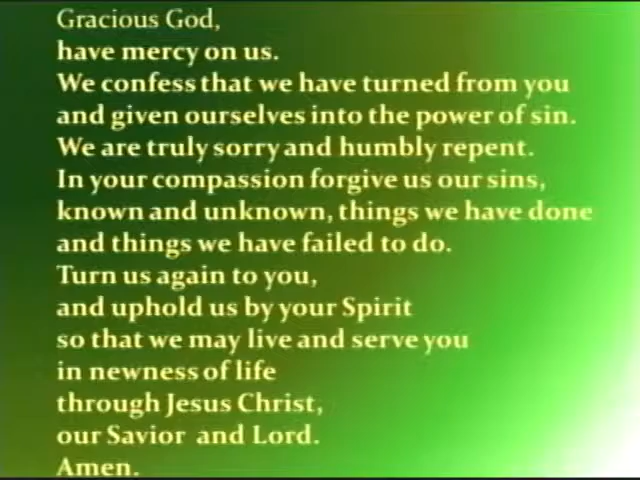 Gracious God,
have mercy on us.
We confess that we have turned from you
and given ourselves into the power of sin.
We are truly sorry and humbly repent.
In your compassion forgive us our sins,
known and unknown, things we have done
and things we have failed to do.
Turn us again to you,
and uphold us by your Spirit
so that we may live and serve you
in newness of life
through Jesus Christ,
our Savior and Lord.
Amen.